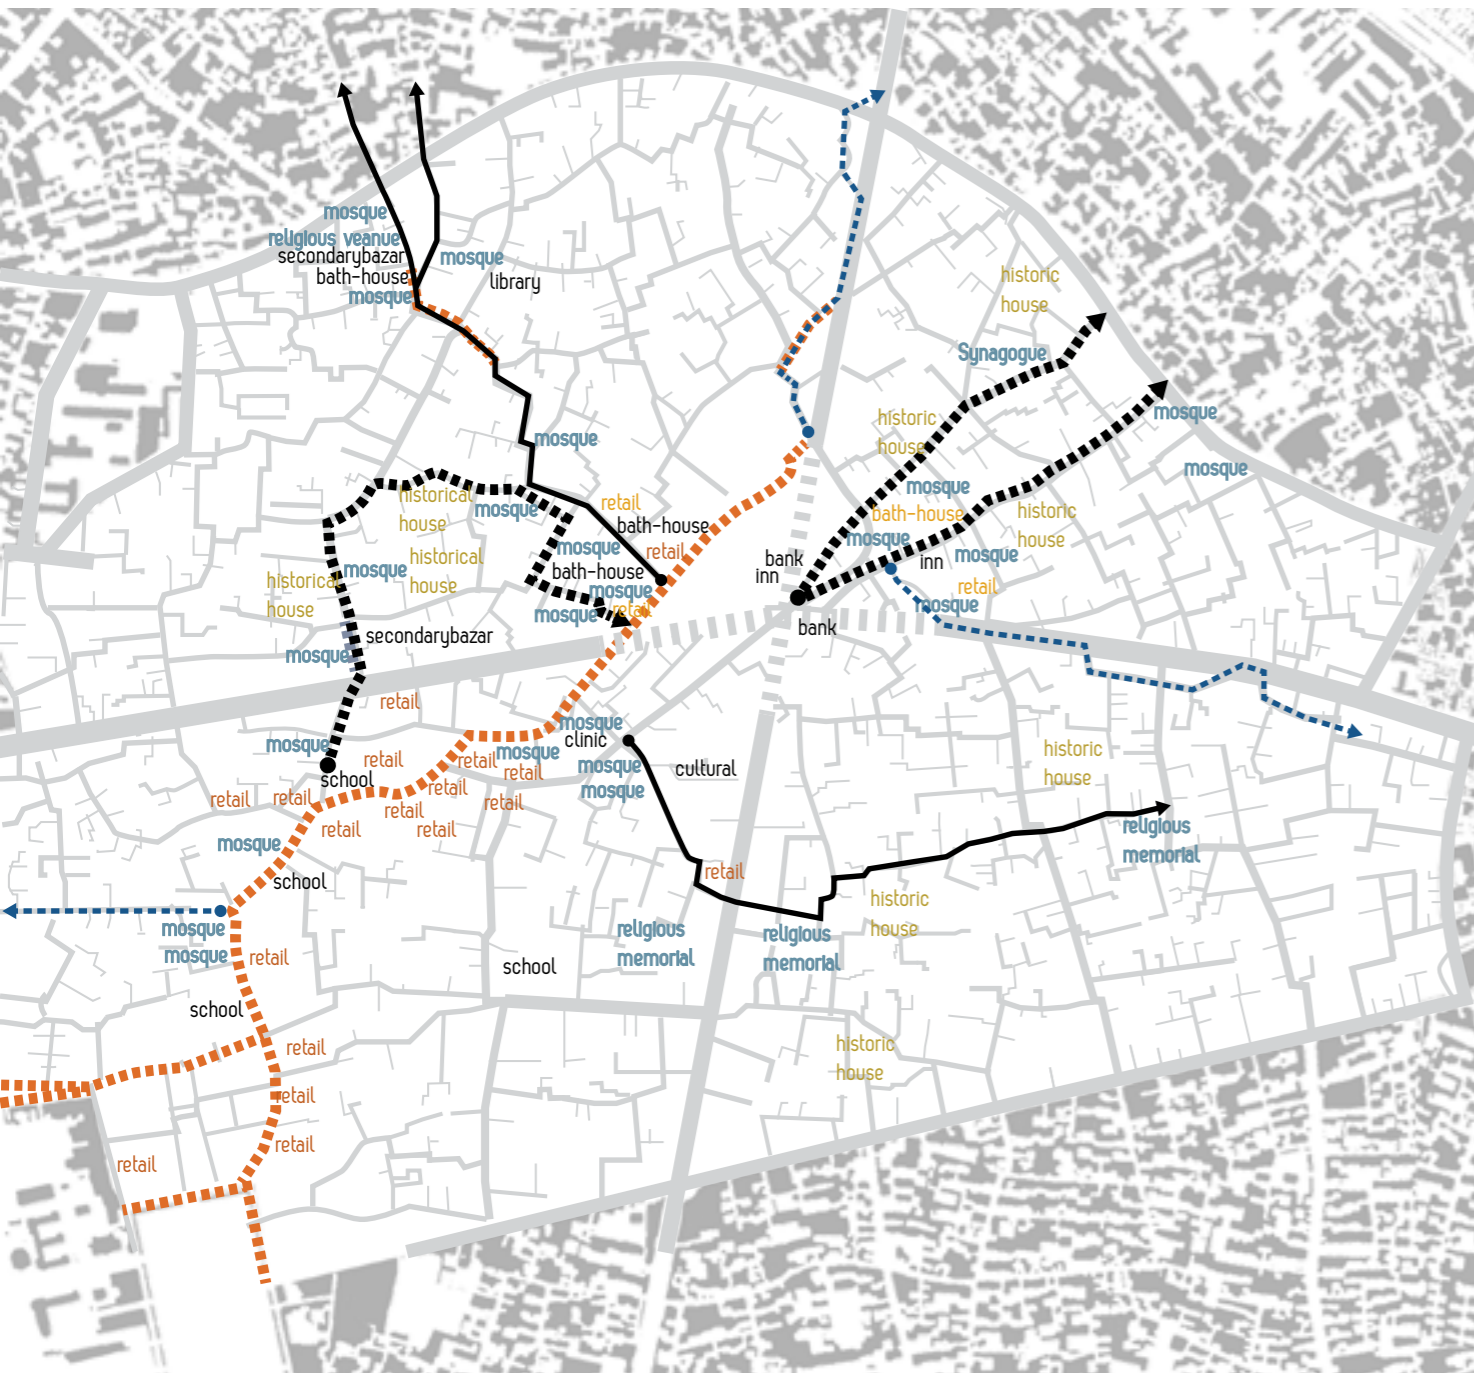 mosque
religious veanue
secondarybazar
bath-house
mosque
mosque
library
historic
house
Synagogue
mosque
historic
house
mosque
mosque
mosque
historical
house
mosque
retail
bath-house
retail
bath-house
historic
house
mosque
mosque
inn
mosque
bank
inn
retail
mosque
bank
mosque
bath-house
mosque
mosque
retail
historical
house
mosque
historical
house
secondarybazar
mosque
retail
mosque
school
retail
retail
mosque
retail
retail
retail
retail
retail
retail
retail
retail
mosque
clinic
mosque
mosque
cultural
historic
house
religious
memorial
mosque
school
retail
historic
house
mosque
mosque
retail
religious
memorial
religious
memorial
school
school
retail
historic
house
retail
retail
retail